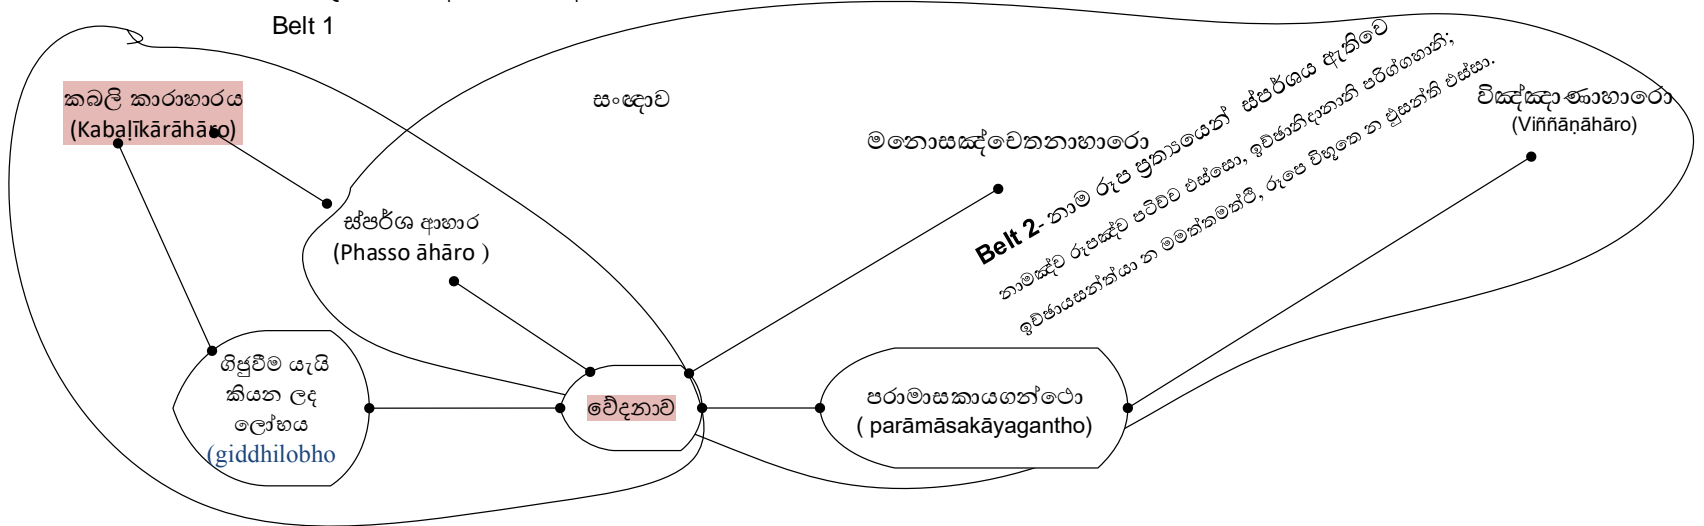 Belt 1
කබලි කාරාහාරය
(Kabaḷīkārāhāro)
ස්පර්ශ ආහාර
(Phasso āhāro )
සංඥාව
මනොසඤ්චෙතනාහාරො
Belt 2- නාම රූප ප්‍රත්‍යයෙන් ස්පර්ශය ඇතිවෙ
නාමඤ්ච රූපඤ්ච පටිච්ච ඵස්සො, ඉච්ඡානිදානානි පරිග්ගහානි;
ඉච්ඡායසන්ත්‍යා න මමත්තමත්ථි, රූපෙ විභූතෙ න ඵුසන්ති ඵස්සා.
විඤ්ඤාණාහාරො
(Viññāṇāhāro)
ගිජුවීම යැයි
කියන ලද
ලෝභය
(giddhilobho
වේදනාව
පරාමාසකායගන්ථො
( parāmāsakāyagantho)